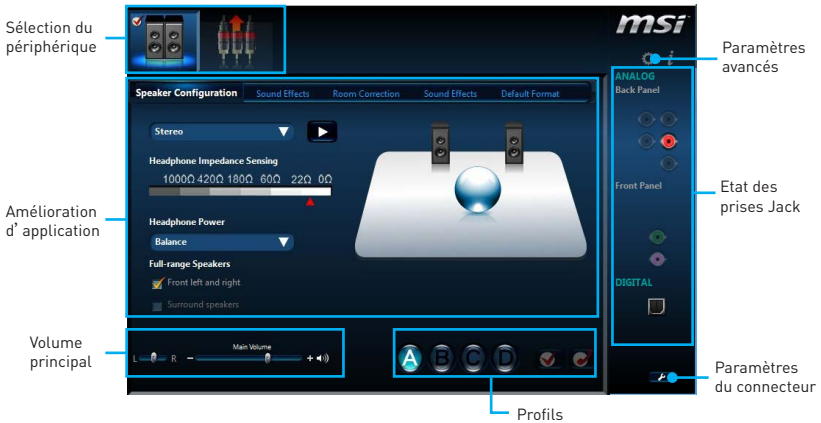 Sélection du
périphérique
msi
i
Paramètres
avancés
ANALOG
Back Panel
Speaker Configuration
Sound Effects
Room Correction
Sound Effects
Default Format
Stereo
Headphone Impedance Sensing
1000Ω 420Ω 180Ω 60Ω 22Ω 0Ω
Front Panel
Etat des
prises Jack
Amélioration
d’application
Headphone Power
Balance
Full-range Speakers
Front left and right
Surround speakers
DIGITAL
Volume
principal
Main Volume
L R - +
A B C D
Paramètres
du connecteur
Profils